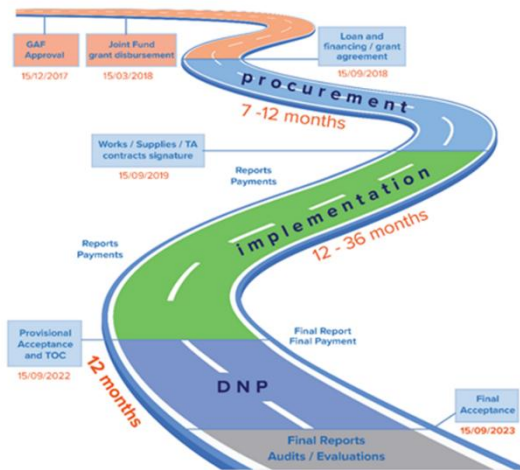 GAF
Approval
15/12/2017
Joint Fund
grant disbursement
15/03/2018
Loan and
financing / grant
agreement
15/09/2018
procurement
7 -12 months
Works / Supplies / TA
contracts signature
15/09/2019
Reports
Payments
implementation
12 - 36 months
Reports
Payments
Provisional
Acceptance
and TOC
15/09/2022
Final Report
Final Payment
12 months
DNP
Final
Acceptance
15/09/2023
Final Reports
Audits / Evaluations